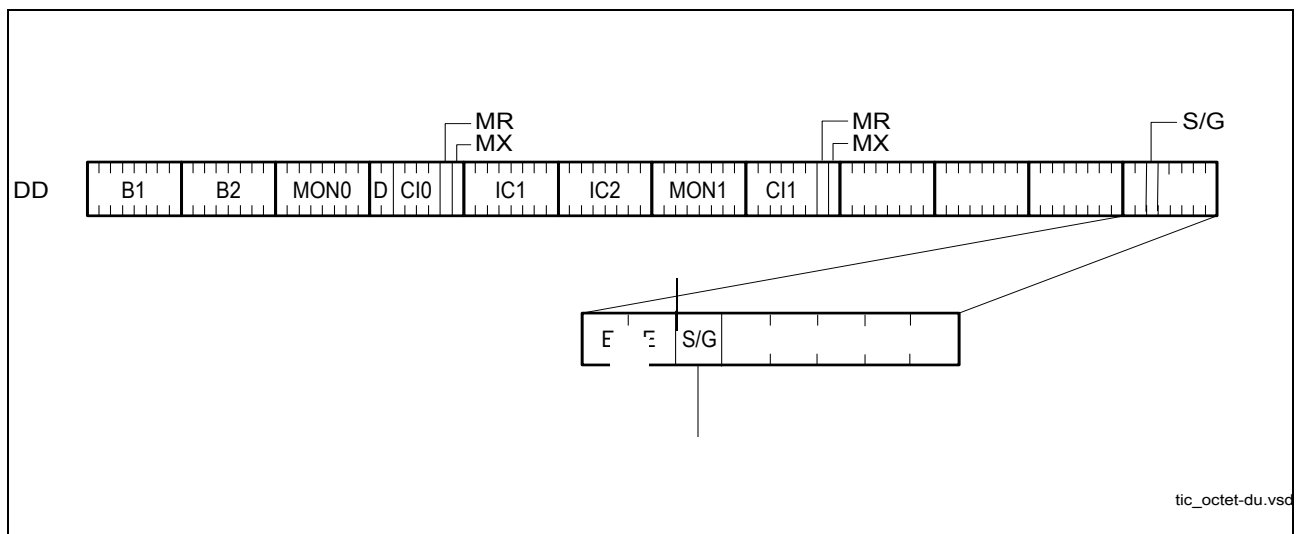 MR MR S/G
MX MX
DD B1 B2 MON0 D CI0 IC1 IC2 MON1 CI1
E E S/G
tic_octet-du.vsd